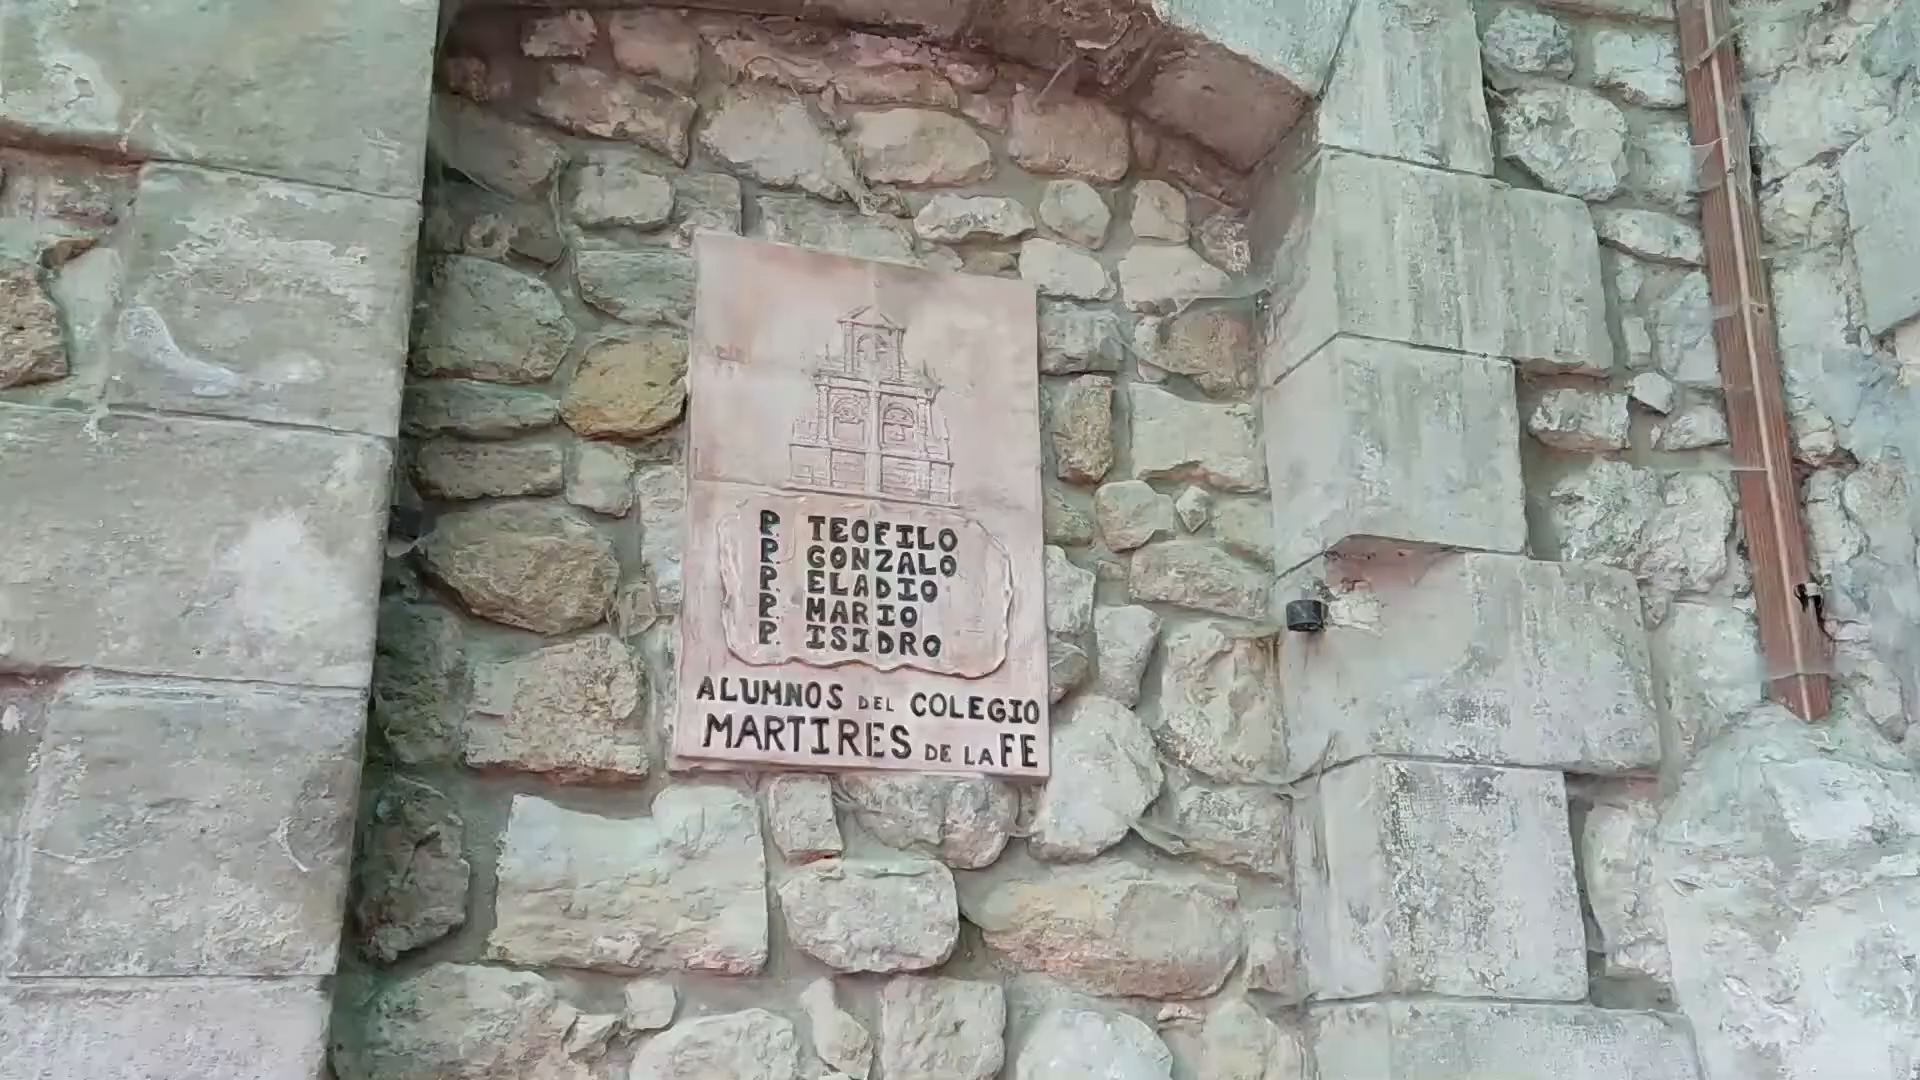 P. TEOFILO
P. GONZALO
P. ELADIO
P. MARIO
P. ISIDRO
ALUMNOS DEL COLEGIO
MARTIRES DE LA FE